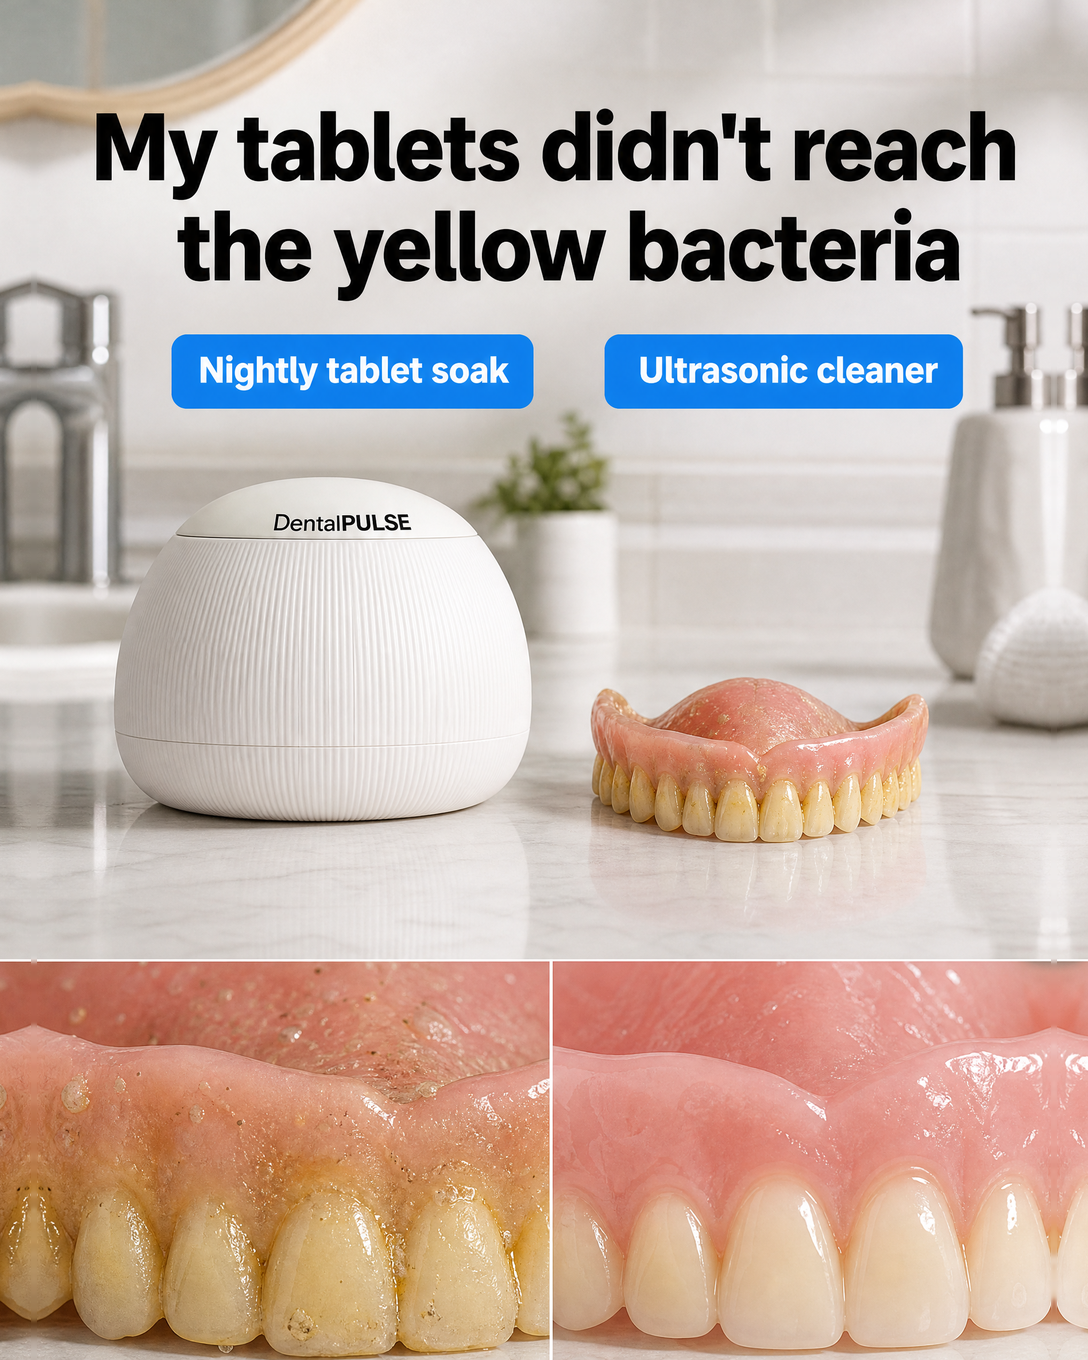 My tablets didn't reach
the yellow bacteria
Nightly tablet soak
Ultrasonic cleaner
DentalPULSE